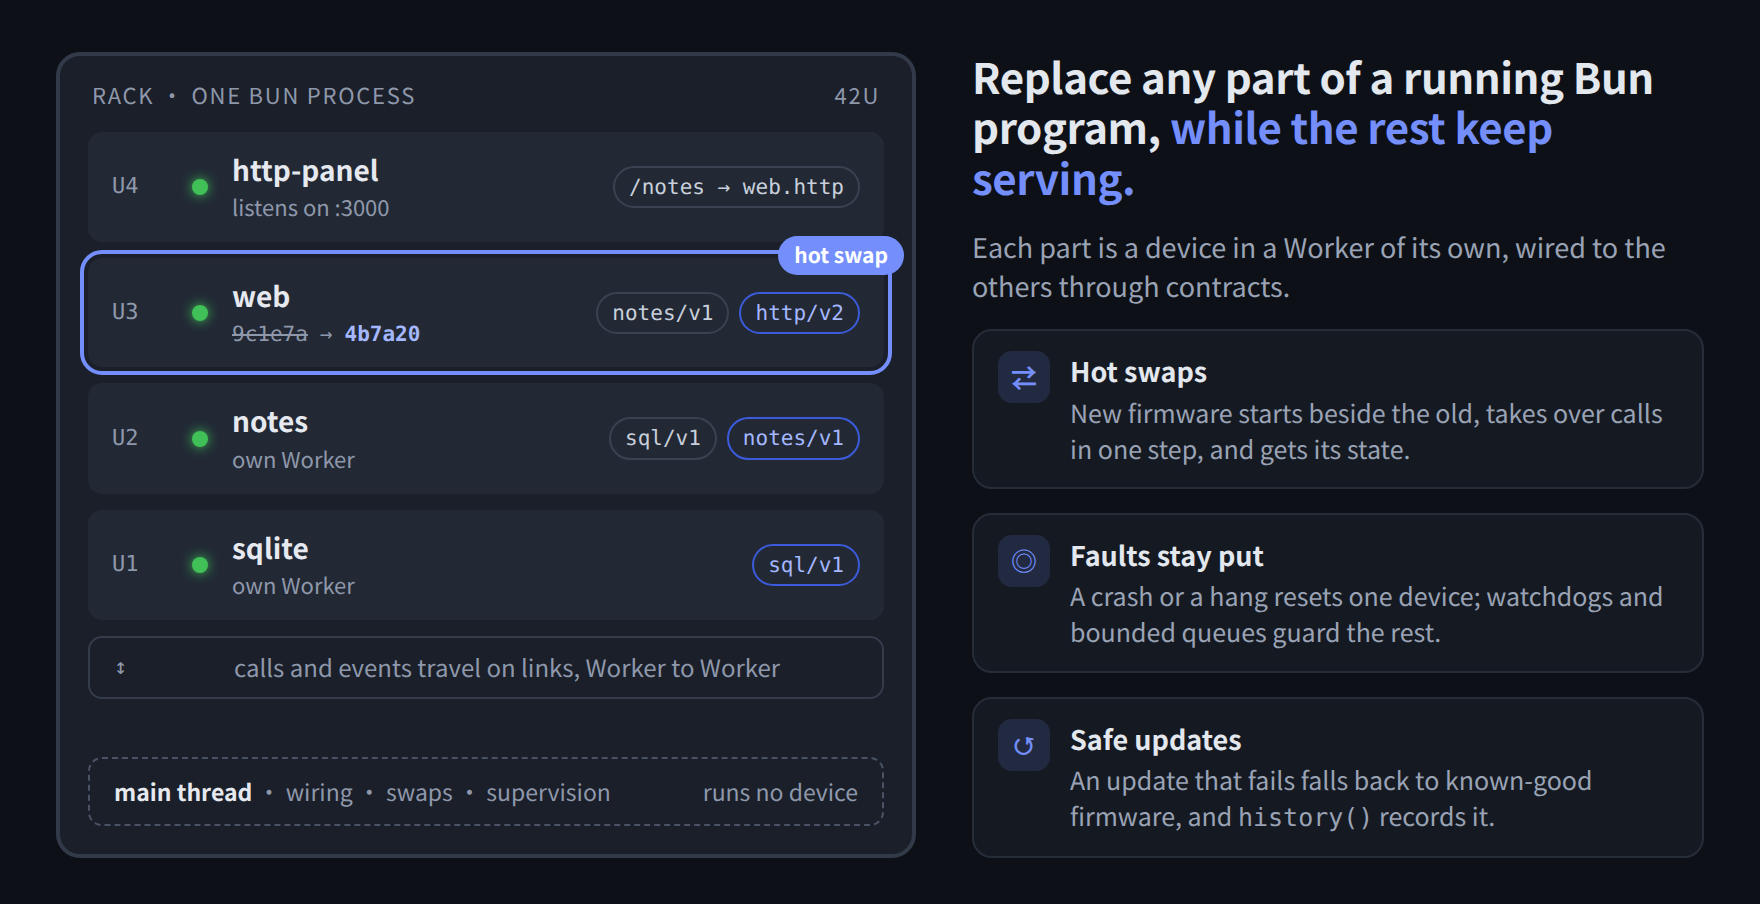 RACK • ONE BUN PROCESS 42U
U4 http-panel /notes → web.http
listens on :3000
hot swap
U3 web notes/v1 http/v2
9c1e7a → 4b7a20
U2 notes sql/v1 notes/v1
own Worker
U1 sqlite sql/v1
own Worker
↕ calls and events travel on links, Worker to Worker
main thread • wiring • swaps • supervision runs no device
Replace any part of a running Bun
program, while the rest keep
serving.
Each part is a device in a Worker of its own, wired to the
others through contracts.
Hot swaps
New firmware starts beside the old, takes over calls
in one step, and gets its state.
Faults stay put
A crash or a hang resets one device; watchdogs and
bounded queues guard the rest.
Safe updates
An update that fails falls back to known-good
firmware, and history() records it.